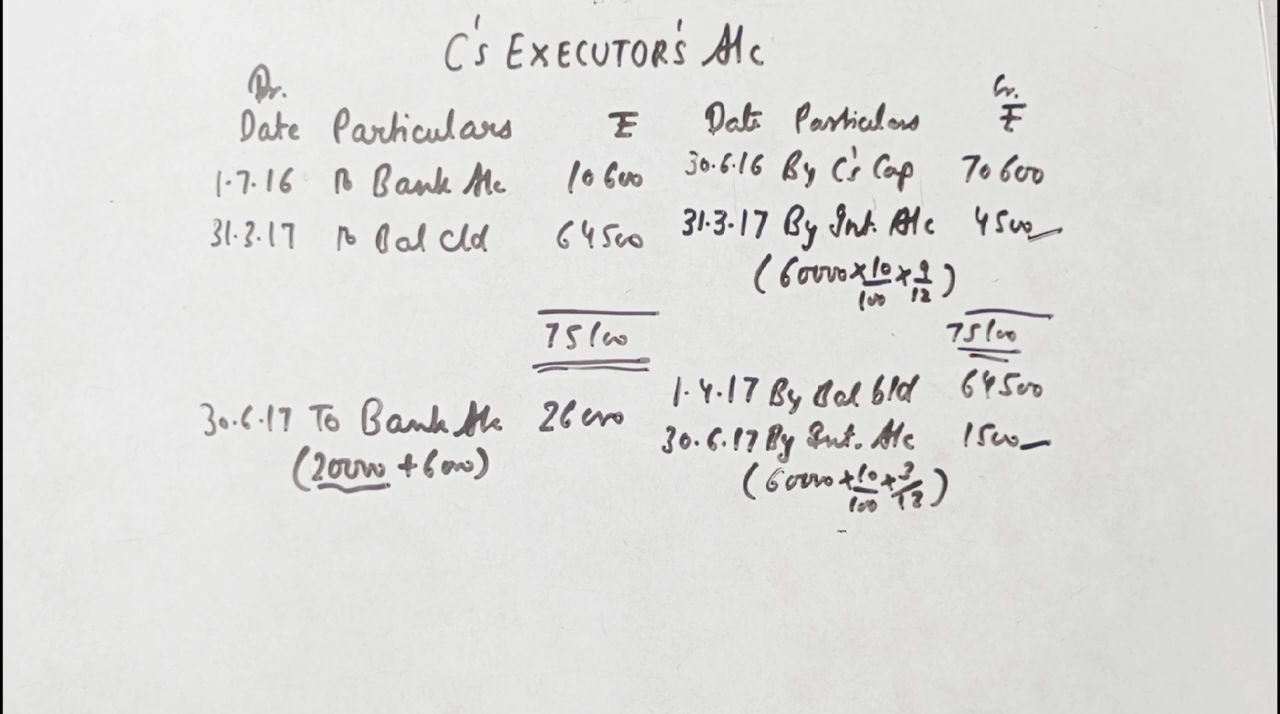 C's EXECUTOR'S A/c
Dr. Cr.
Date Particulars ₹ Date Particulars ₹
1.7.16 To Bank A/c 10600 30.6.16 By C's Cap 70600
31.3.17 To Bal c/d 64500 31.3.17 By Int. A/c 4500
(60000 × 10/100 × 9/12)
75100 75100
1.4.17 By Bal b/d 64500
30.6.17 To Bank A/c 26000 30.6.17 By Int. A/c 1500
(20000 + 6000) (60000 × 10/100 × 3/12)